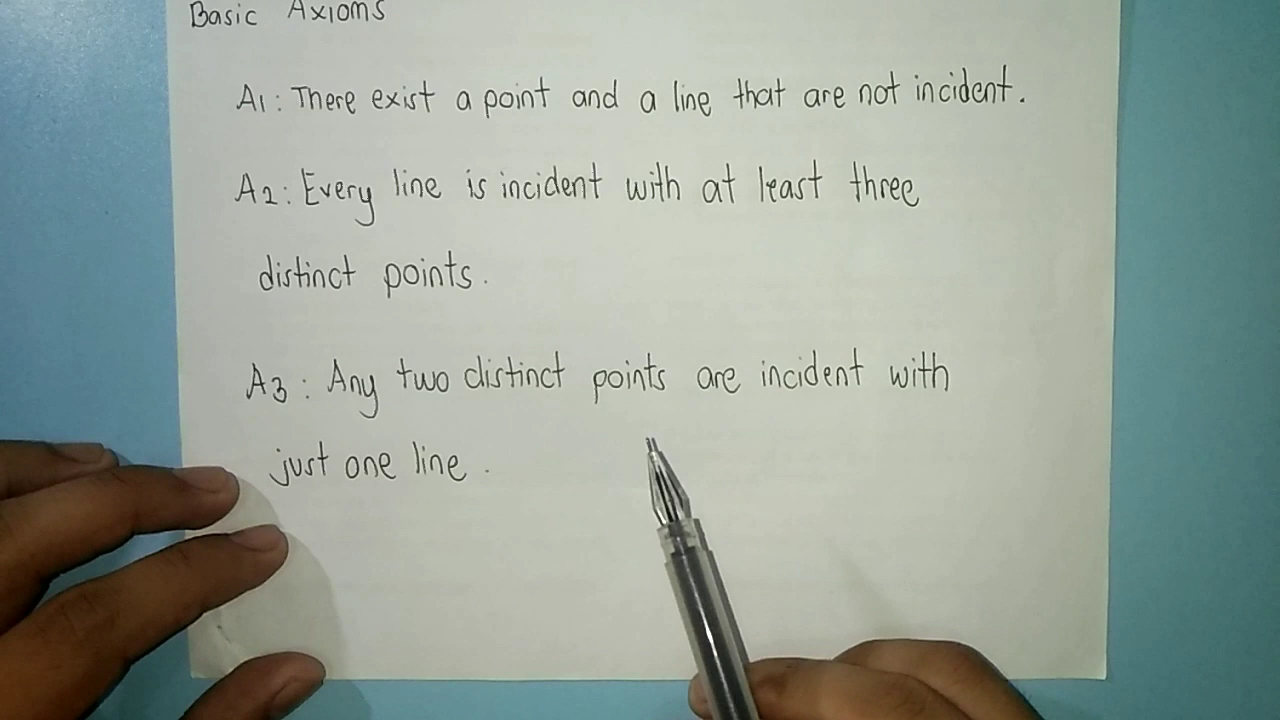 Basic Axioms
A1: There exist a point and a line that are not incident.
A2: Every line is incident with at least three
distinct points.
A3: Any two distinct points are incident with
just one line.